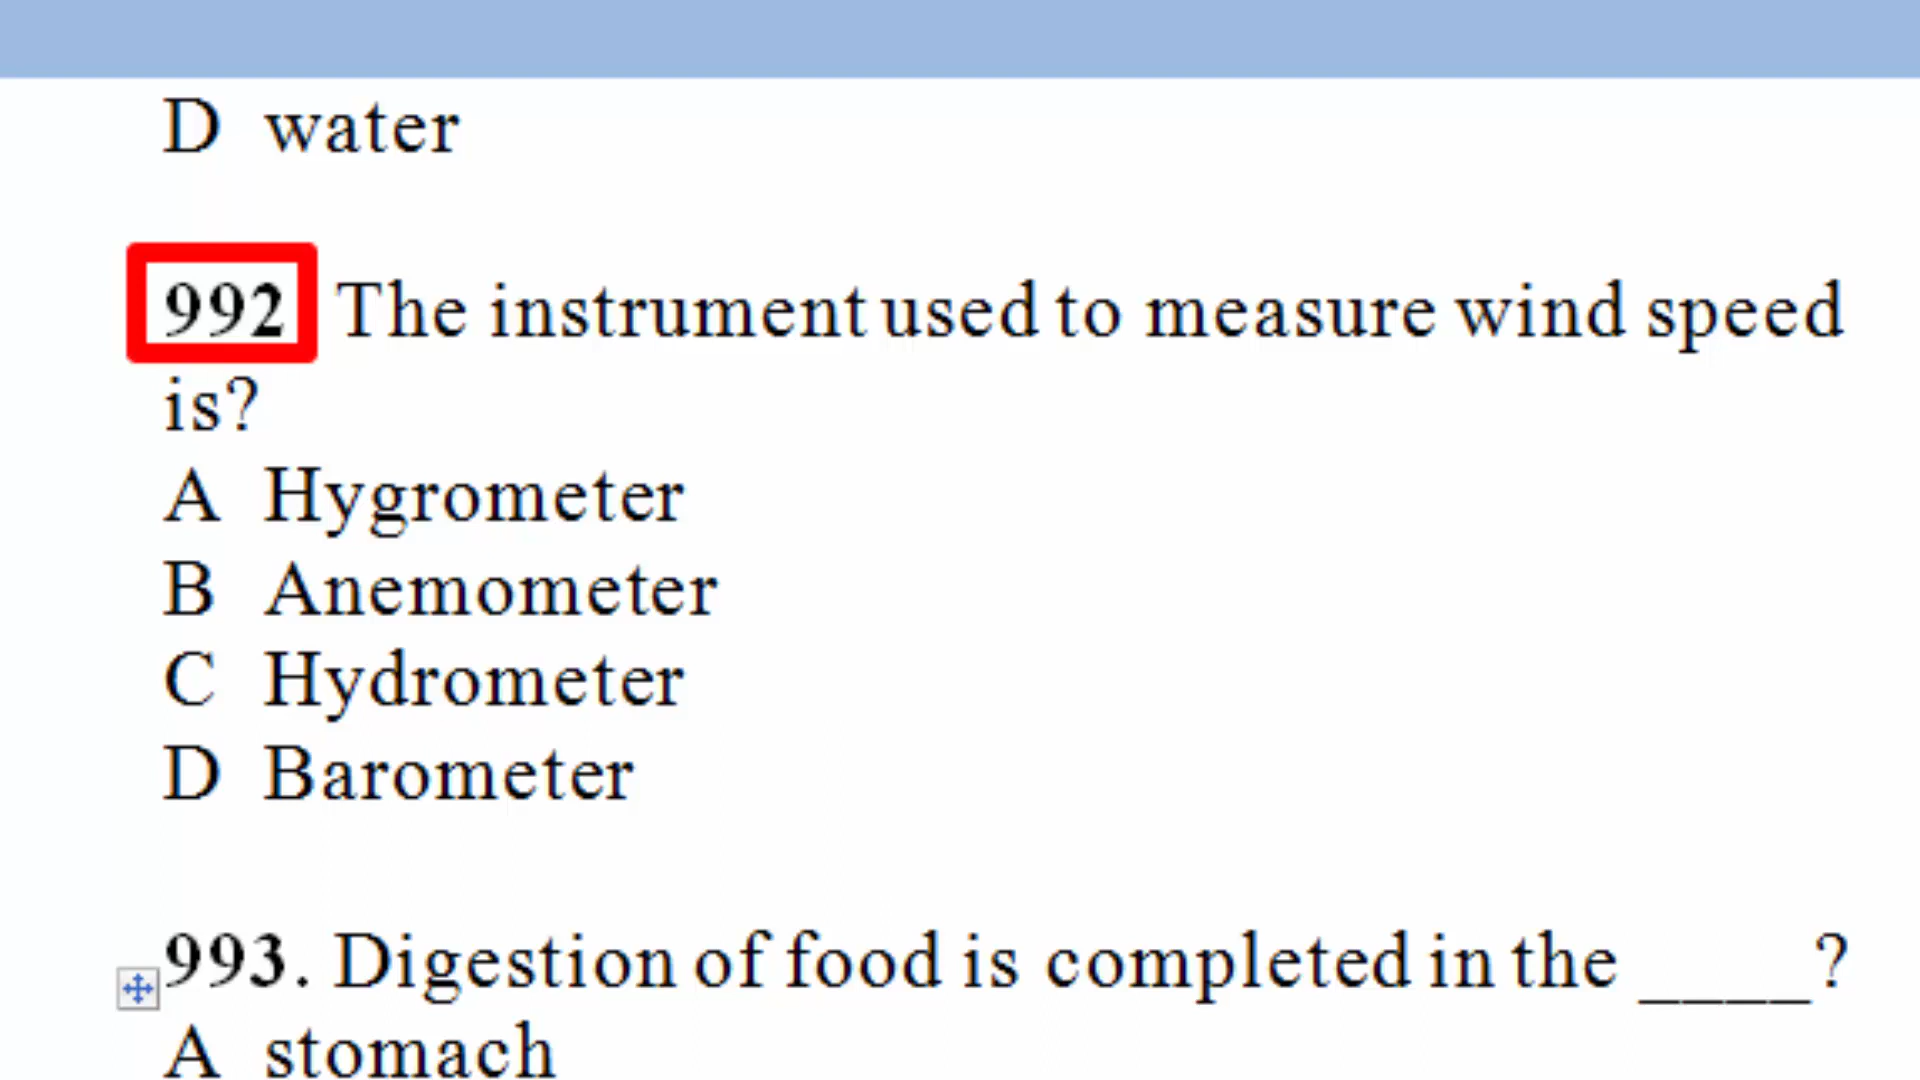 D water
992 The instrument used to measure wind speed
is?
A Hygrometer
B Anemometer
C Hydrometer
D Barometer
993. Digestion of food is completed in the ____?
A stomach